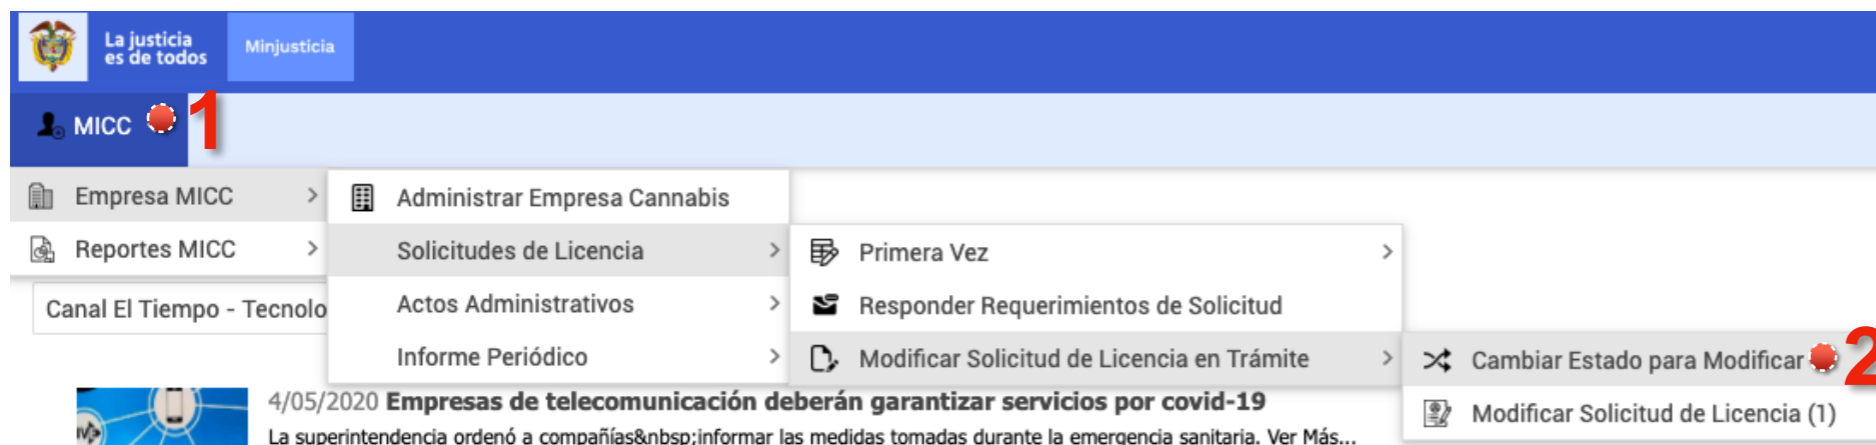 La justicia
es de todos
Minjusticia
MICC 1
Empresa MICC
Reportes MICC
Administrar Empresa Cannabis
Solicitudes de Licencia
Actos Administrativos
Informe Periódico
Primera Vez
Responder Requerimientos de Solicitud
Modificar Solicitud de Licencia en Trámite
Cambiar Estado para Modificar 2
Modificar Solicitud de Licencia (1)
Canal El Tiempo - Tecnolo
4/05/2020 Empresas de telecomunicación deberán garantizar servicios por covid-19
La superintendencia ordenó a compañías&nbsp;informar las medidas tomadas durante la emergencia sanitaria. Ver Más...